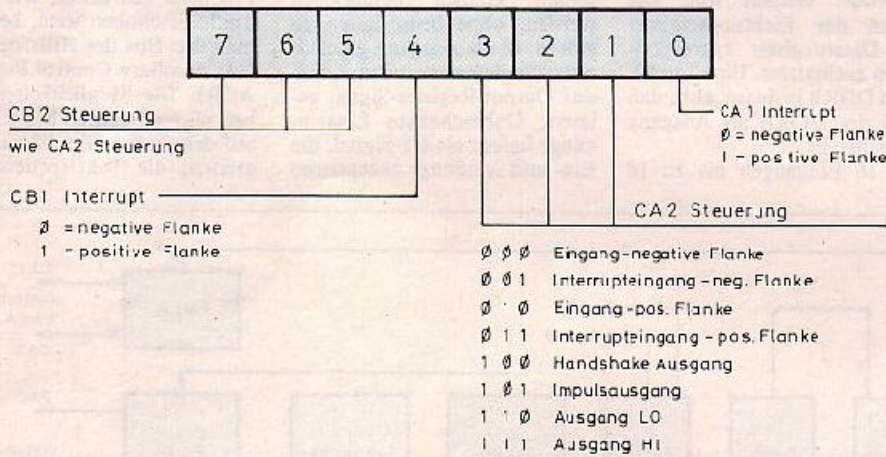 7 6 5 4 3 2 1 0
CB2 Steuerung
wie CA2 Steuerung
CB1 Interrupt
Ø = negative Flanke
1 - positive Flanke
CA1 Interrupt
Ø = negative Flanke
1 - positive Flanke
CA2 Steuerung
Ø Ø Ø Eingang-negative Flanke
Ø Ø 1 Interrupteingang - neg. Flanke
Ø · Ø Eingang-pos. Flanke
Ø 1 1 Interrupteingang - pos. Flanke
1 Ø Ø Handshake Ausgang
1 Ø 1 Impulsausgang
1 1 Ø Ausgang LO
1 1 1 Ausgang HI